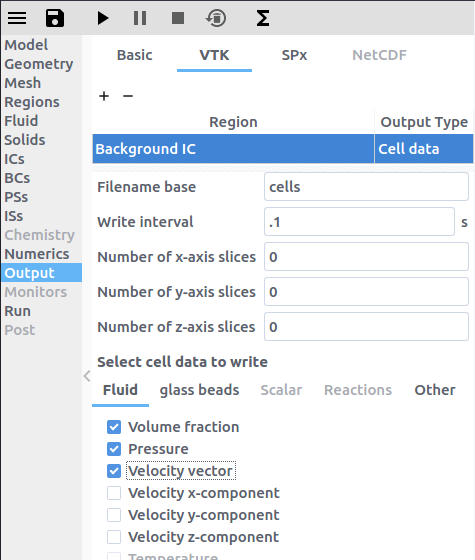 Model
Geometry
Mesh
Regions
Fluid
Solids
ICs
BCs
PSs
ISs
Chemistry
Numerics
Output
Monitors
Run
Post
Basic VTK SPx NetCDF
+ −
Region Output Type
Background IC Cell data
Filename base cells
Write interval .1 s
Number of x-axis slices 0
Number of y-axis slices 0
Number of z-axis slices 0
Select cell data to write
Fluid glass beads Scalar Reactions Other
Volume fraction
Pressure
Velocity vector
Velocity x-component
Velocity y-component
Velocity z-component
Temperature